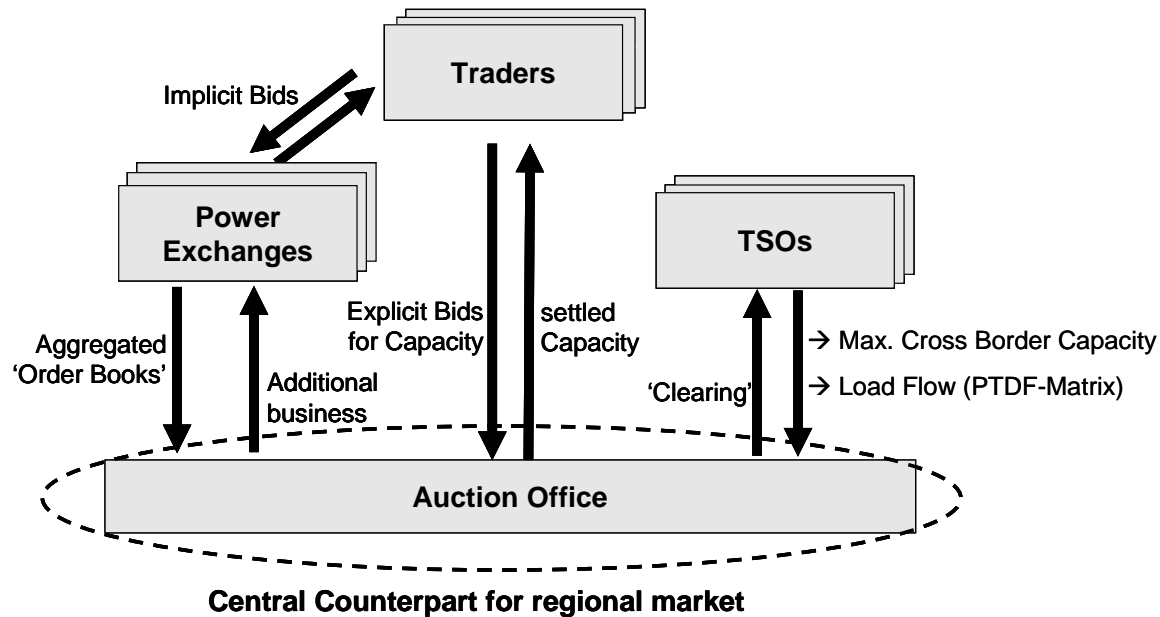 Traders
Implicit Bids
Power
Exchanges
TSOs
Aggregated
'Order Books'
Additional
business
Explicit Bids
for Capacity
settled
Capacity
'Clearing'
→ Max. Cross Border Capacity
→ Load Flow (PTDF-Matrix)
Auction Office
Central Counterpart for regional market